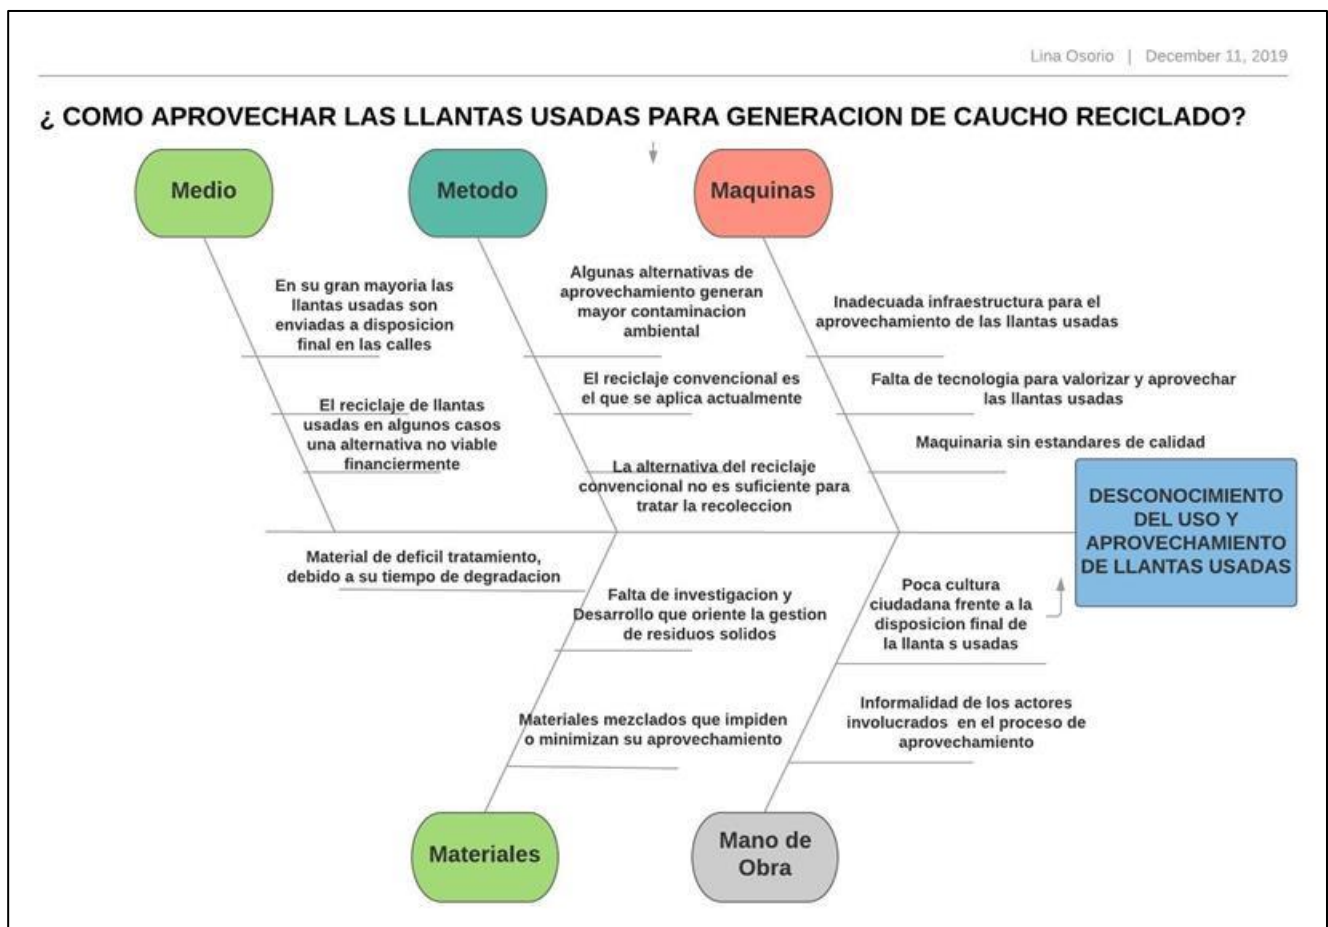 Lina Osorio | December 11, 2019
¿ COMO APROVECHAR LAS LLANTAS USADAS PARA GENERACION DE CAUCHO RECICLADO?
Medio
Metodo
Maquinas
En su gran mayoria las
llantas usadas son
enviadas a disposicion
final en las calles
El reciclaje de llantas
usadas en algunos casos
una alternativa no viable
financiermente
Algunas alternativas de
aprovechamiento generan
mayor contaminacion
ambiental
El reciclaje convencional es
el que se aplica actualmente
La alternativa del reciclaje
convencional no es suficiente para
tratar la recoleccion
Inadecuada infraestructura para el
aprovechamiento de las llantas usadas
Falta de tecnologia para valorizar y aprovechar
las llantas usadas
Maquinaria sin estandares de calidad
DESCONOCIMIENTO
DEL USO Y
APROVECHAMIENTO
DE LLANTAS USADAS
Material de deficil tratamiento,
debido a su tiempo de degradacion
Falta de investigacion y
Desarrollo que oriente la gestion
de residuos solidos
Materiales mezclados que impiden
o minimizan su aprovechamiento
Poca cultura
ciudadana frente a la
disposicion final de
la llanta s usadas
Informalidad de los actores
involucrados en el proceso de
aprovechamiento
Materiales
Mano de
Obra